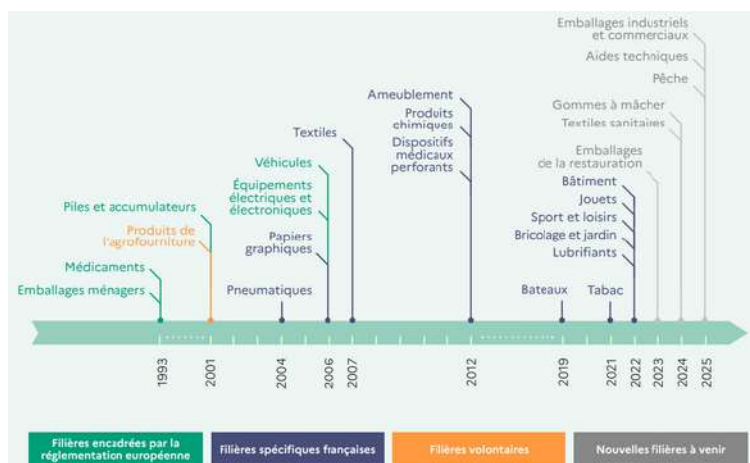 Emballages industriels
et commerciaux
Aides techniques
Pêche
Ameublement
Produits
chimiques
Dispositifs
médicaux
perforants
Gommes à mâcher
Textiles sanitaires
Textiles
Emballages
de la restauration
Véhicules
Équipements
électriques et
électroniques
Bâtiment
Jouets
Sport et loisirs
Bricolage et jardin
Lubrifiants
Piles et accumulateurs
Produits de
l'agrofourniture
Papiers
graphiques
Médicaments
Emballages ménagers
Pneumatiques
Bateaux
Tabac
1993
2001
2004
2006
2007
2012
2019
2021
2022
2023
2024
2025
Filières encadrées par la
réglementation européenne
Filières spécifiques françaises
Filières volontaires
Nouvelles filières à venir